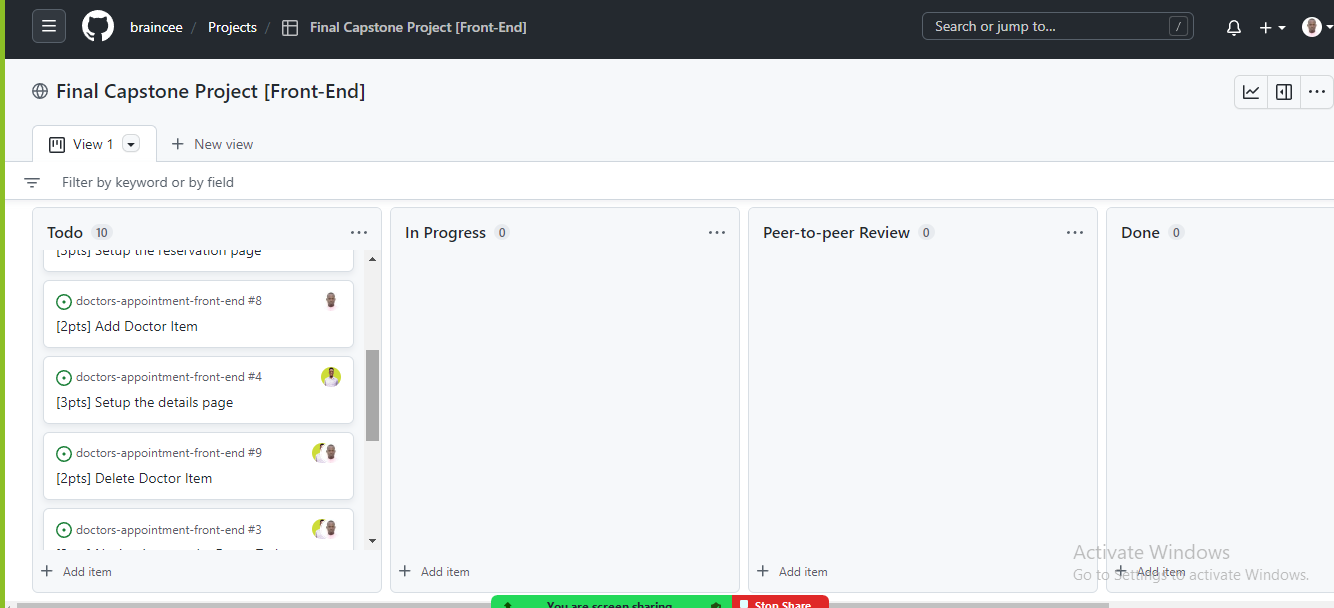 braincee / Projects / Final Capstone Project [Front-End]
Search or jump to... /
Final Capstone Project [Front-End]
View 1
New view
Filter by keyword or by field
Todo 10
In Progress 0
Peer-to-peer Review 0
Done 0
[3pts] Setup the reservation page
doctors-appointment-front-end #8
[2pts] Add Doctor Item
doctors-appointment-front-end #4
[3pts] Setup the details page
doctors-appointment-front-end #9
[2pts] Delete Doctor Item
doctors-appointment-front-end #3
Add item
Add item
Add item
Add item
Activate Windows
Go to Settings to activate Windows.
You are screen sharing
Stop Share